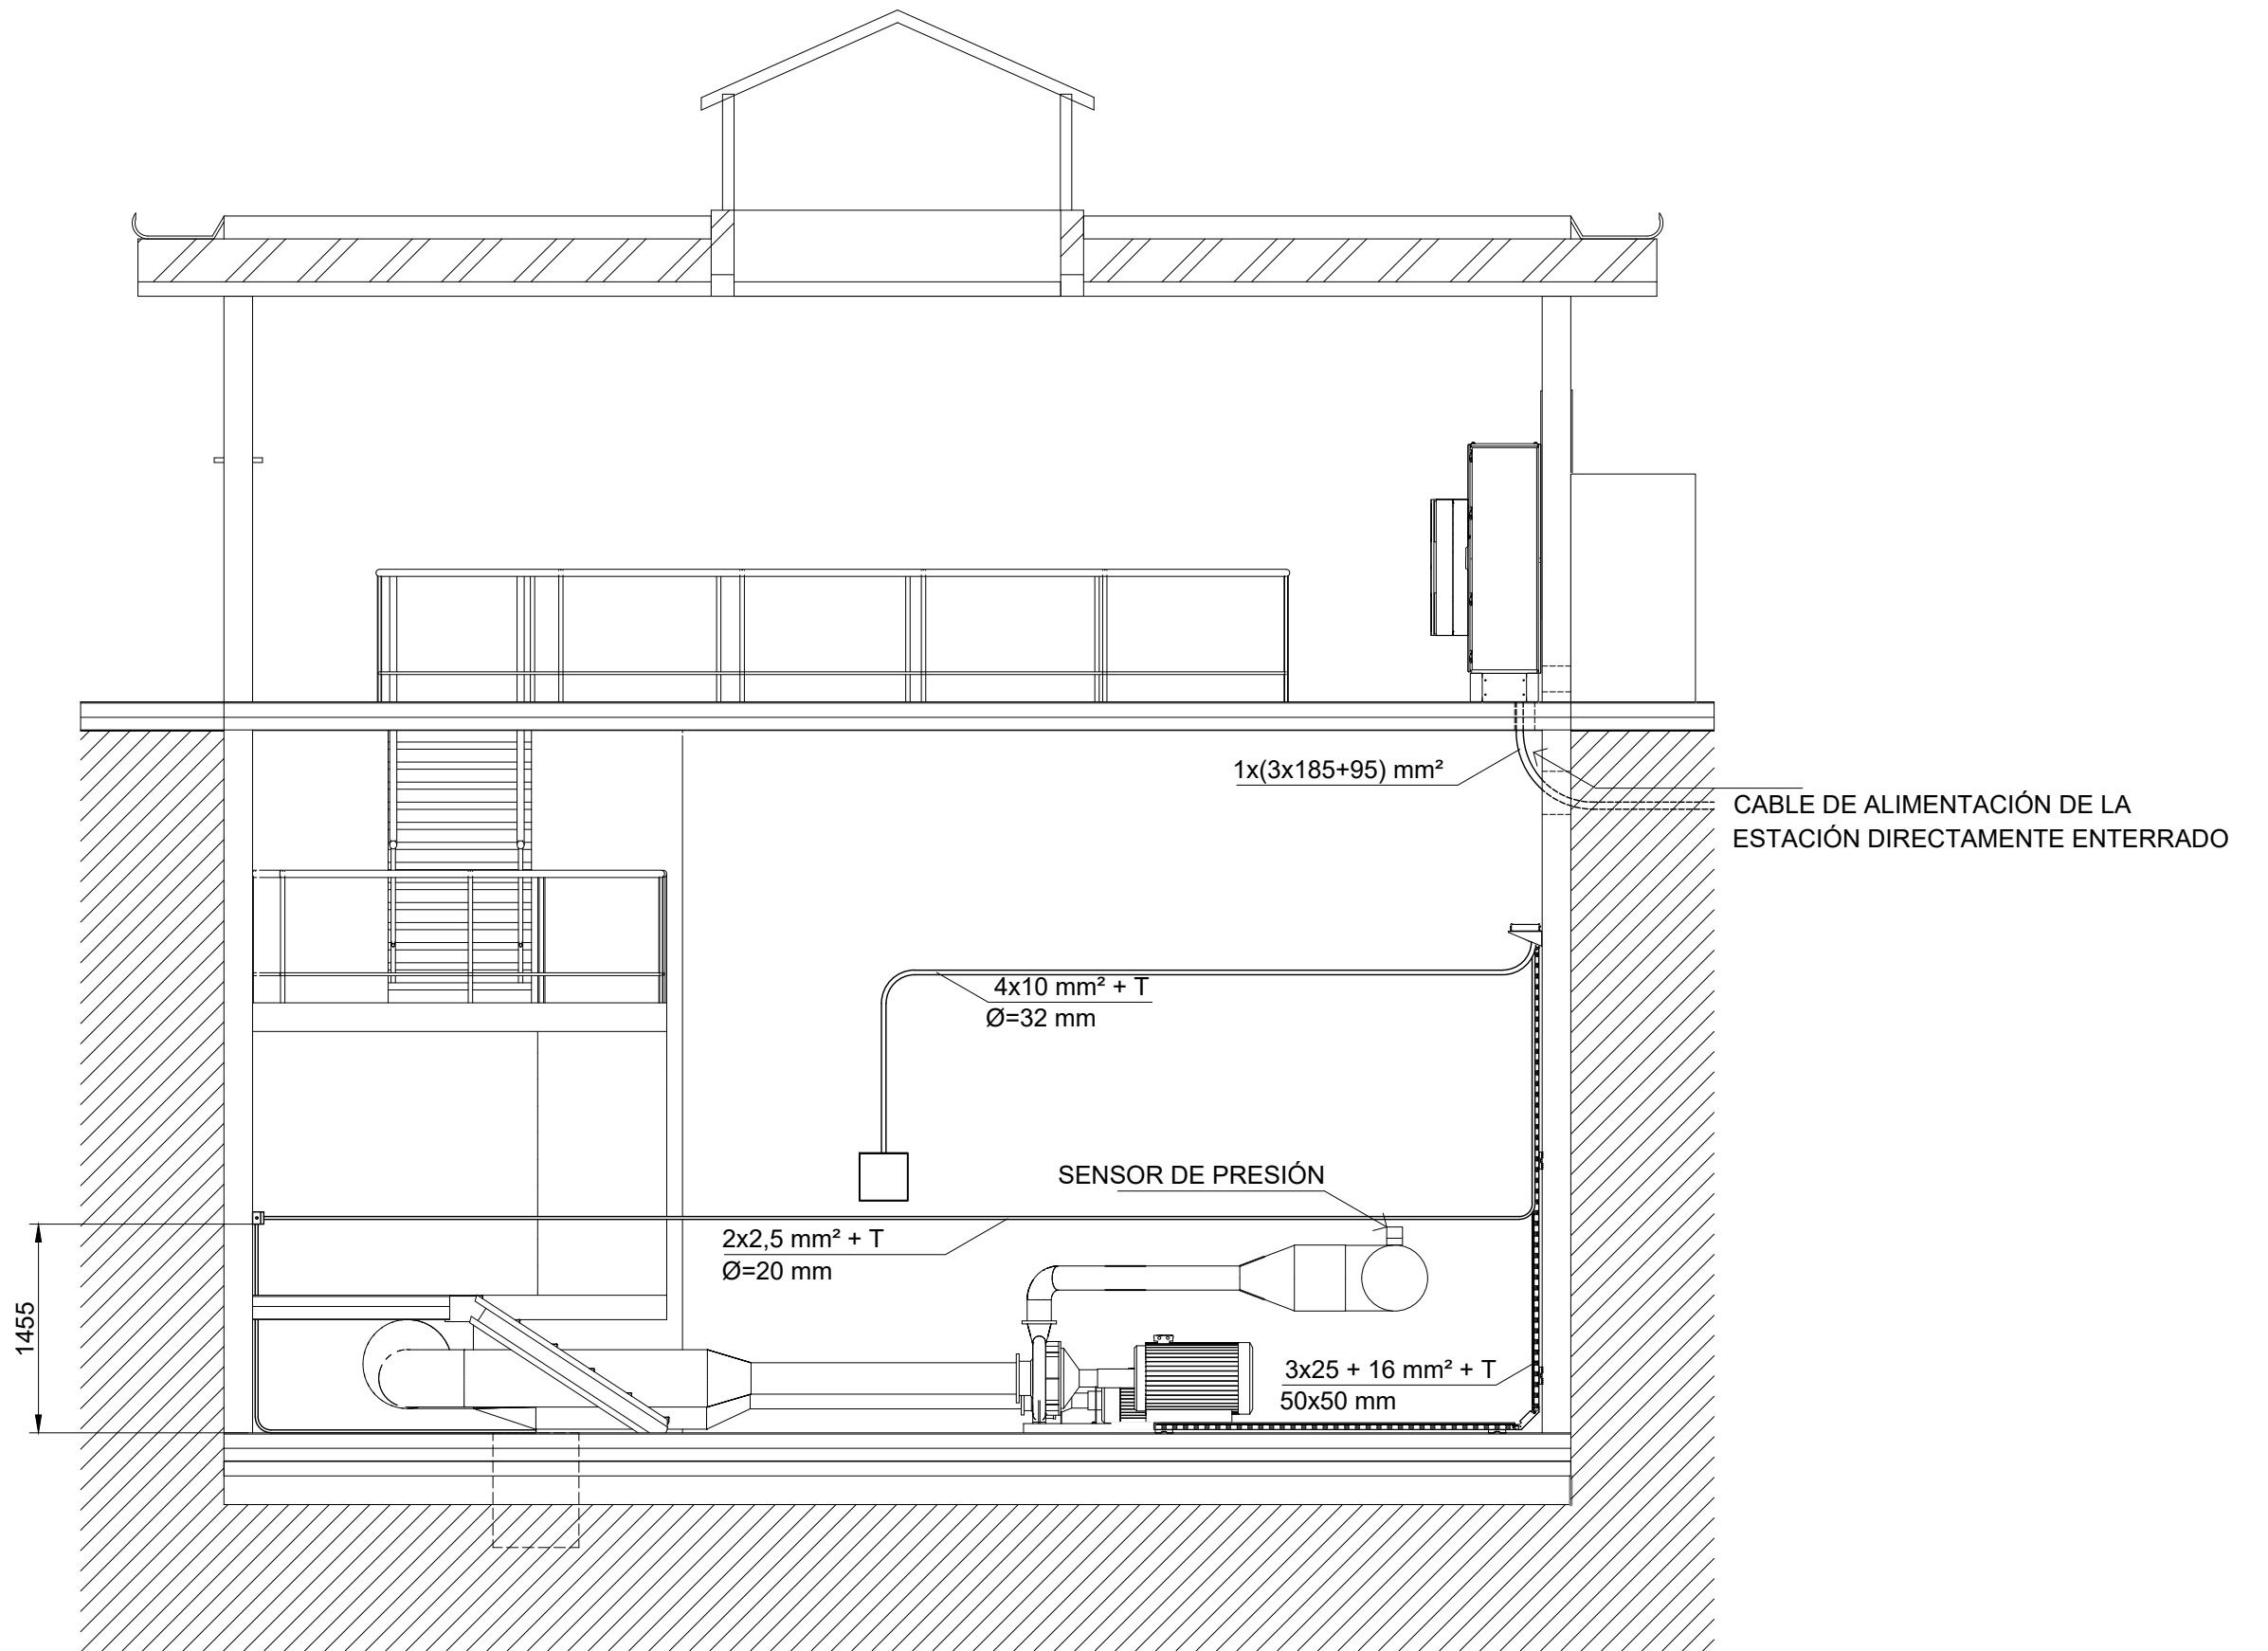 1x(3x185+95) mm²
CABLE DE ALIMENTACIÓN DE LA
ESTACIÓN DIRECTAMENTE ENTERRADO
4x10 mm² + T
Ø=32 mm
SENSOR DE PRESIÓN
2x2,5 mm² + T
Ø=20 mm
1455
3x25 + 16 mm² + T
50x50 mm